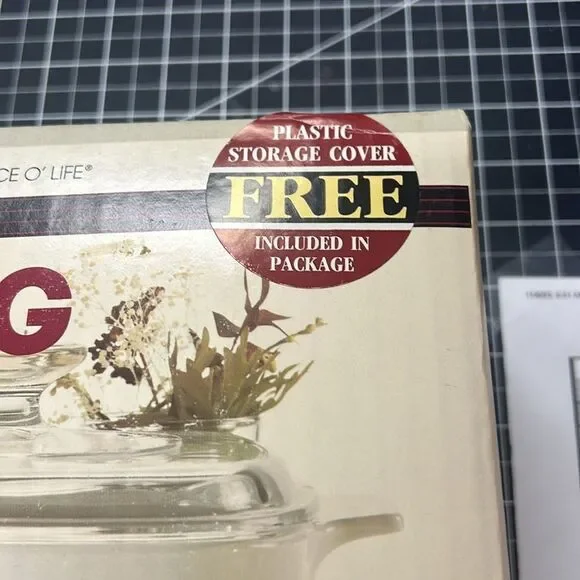 CE O' LIFE®
PLASTIC
STORAGE COVER
FREE
INCLUDED IN
PACKAGE
G